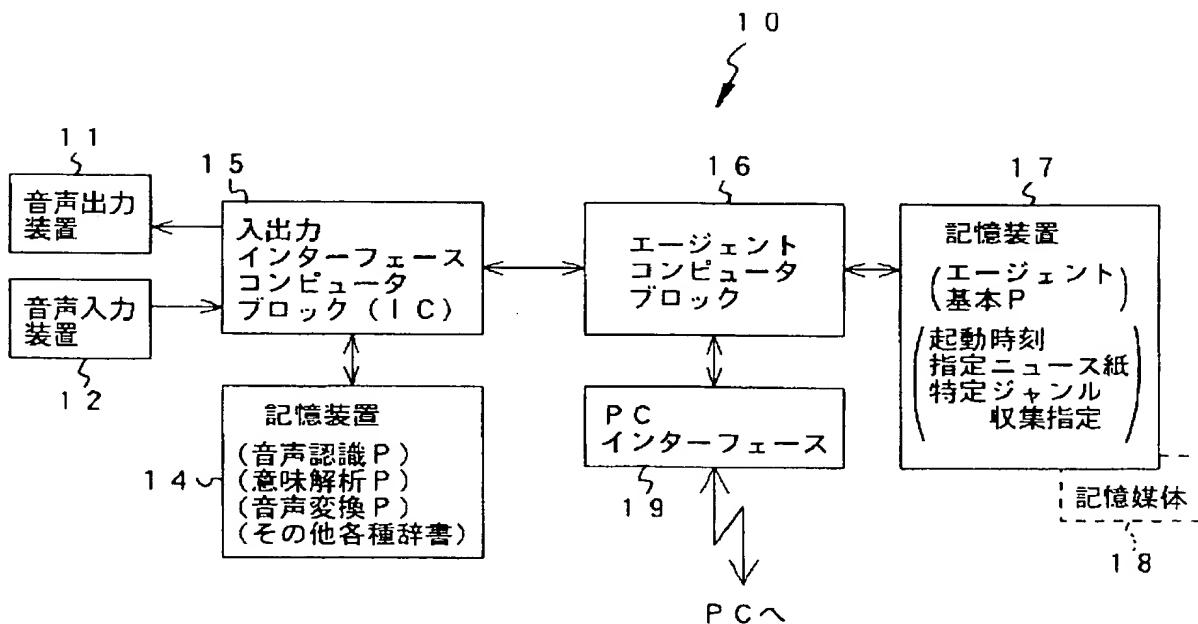 10
11
音声出力
装置
音声入力
装置
12
15
入出力
インターフェース
コンピュータ
ブロック(IC)
14
記憶装置
(音声認識P)
(意味解析P)
(音声変換P)
(その他各種辞書)
16
エージェント
コンピュータ
ブロック
PC
インターフェース
19
PCへ
17
記憶装置
(エージェント
基本P)
(起動時刻
指定ニュース紙
特定ジャンル
収集指定)
記憶媒体
18